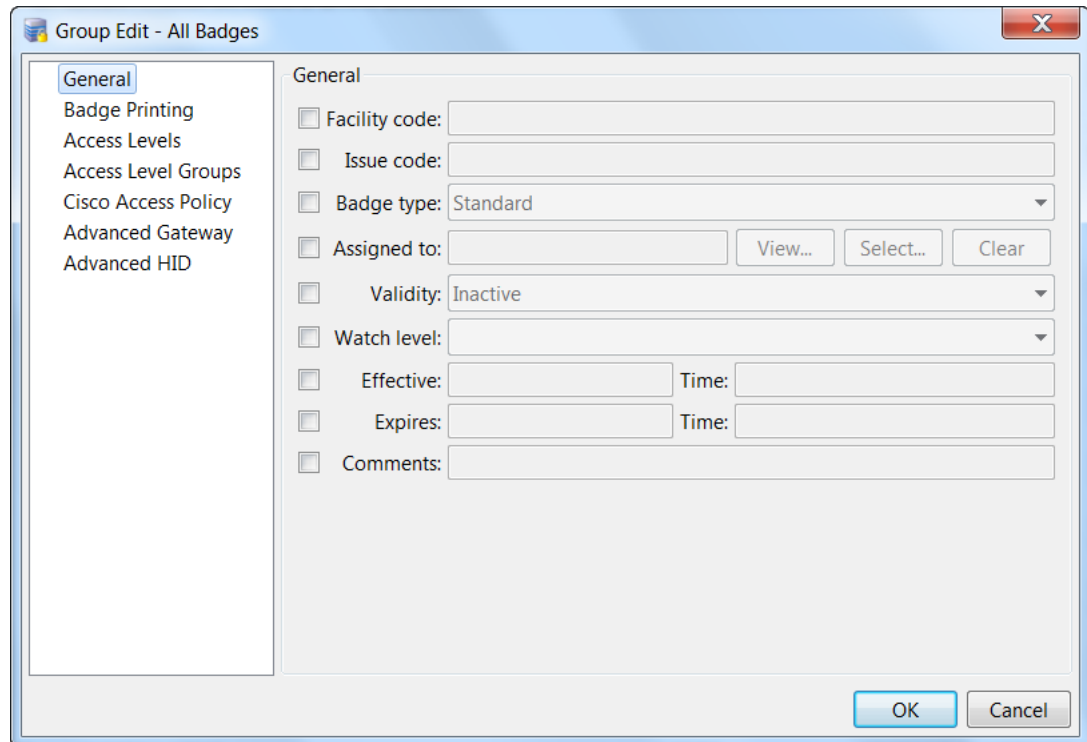 Group Edit - All Badges
General
Badge Printing
Access Levels
Access Level Groups
Cisco Access Policy
Advanced Gateway
Advanced HID
General
Facility code:
Issue code:
Badge type: Standard
Assigned to: View... Select... Clear
Validity: Inactive
Watch level:
Effective: Time:
Expires: Time:
Comments:
OK Cancel